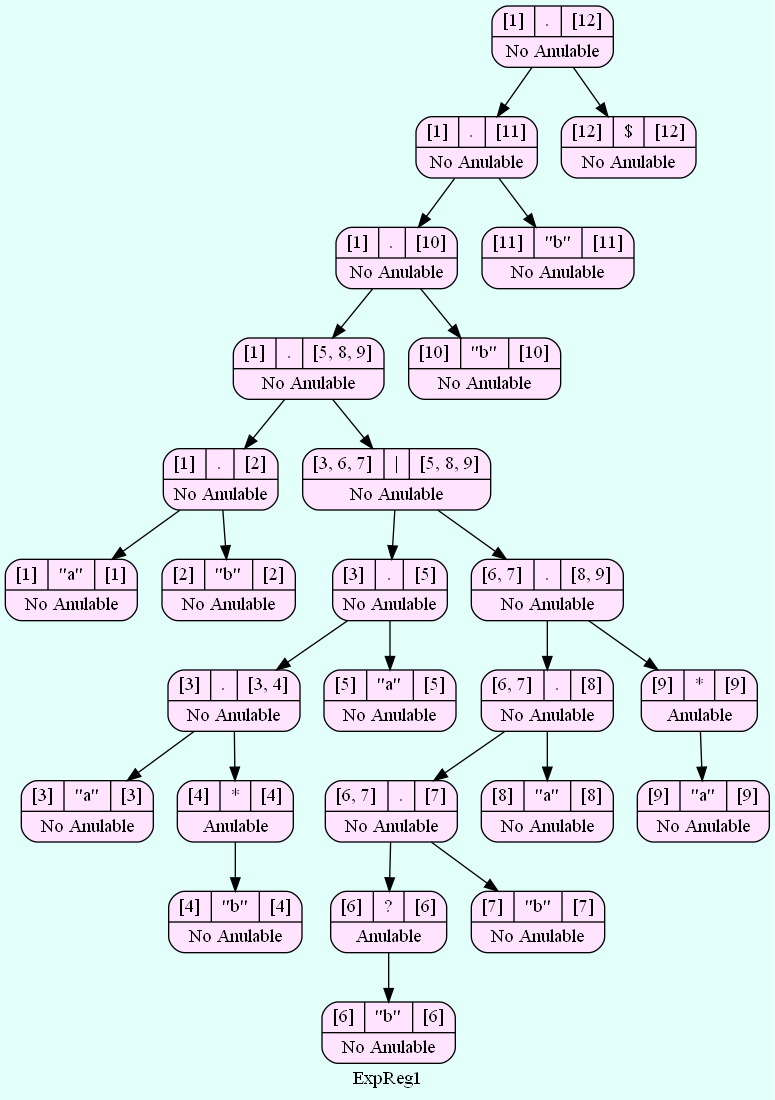 [1] . [12]
No Anulable
[1] . [11]
No Anulable
[12] $ [12]
No Anulable
[1] . [10]
No Anulable
[11] "b" [11]
No Anulable
[1] . [5, 8, 9]
No Anulable
[10] "b" [10]
No Anulable
[1] . [2]
No Anulable
[3, 6, 7] | [5, 8, 9]
No Anulable
[1] "a" [1]
No Anulable
[2] "b" [2]
No Anulable
[3] . [5]
No Anulable
[6, 7] . [8, 9]
No Anulable
[3] . [3, 4]
No Anulable
[5] "a" [5]
No Anulable
[6, 7] . [8]
No Anulable
[9] * [9]
Anulable
[3] "a" [3]
No Anulable
[4] * [4]
Anulable
[6, 7] . [7]
No Anulable
[8] "a" [8]
No Anulable
[9] "a" [9]
No Anulable
[4] "b" [4]
No Anulable
[6] ? [6]
Anulable
[7] "b" [7]
No Anulable
[6] "b" [6]
No Anulable
ExpReg1